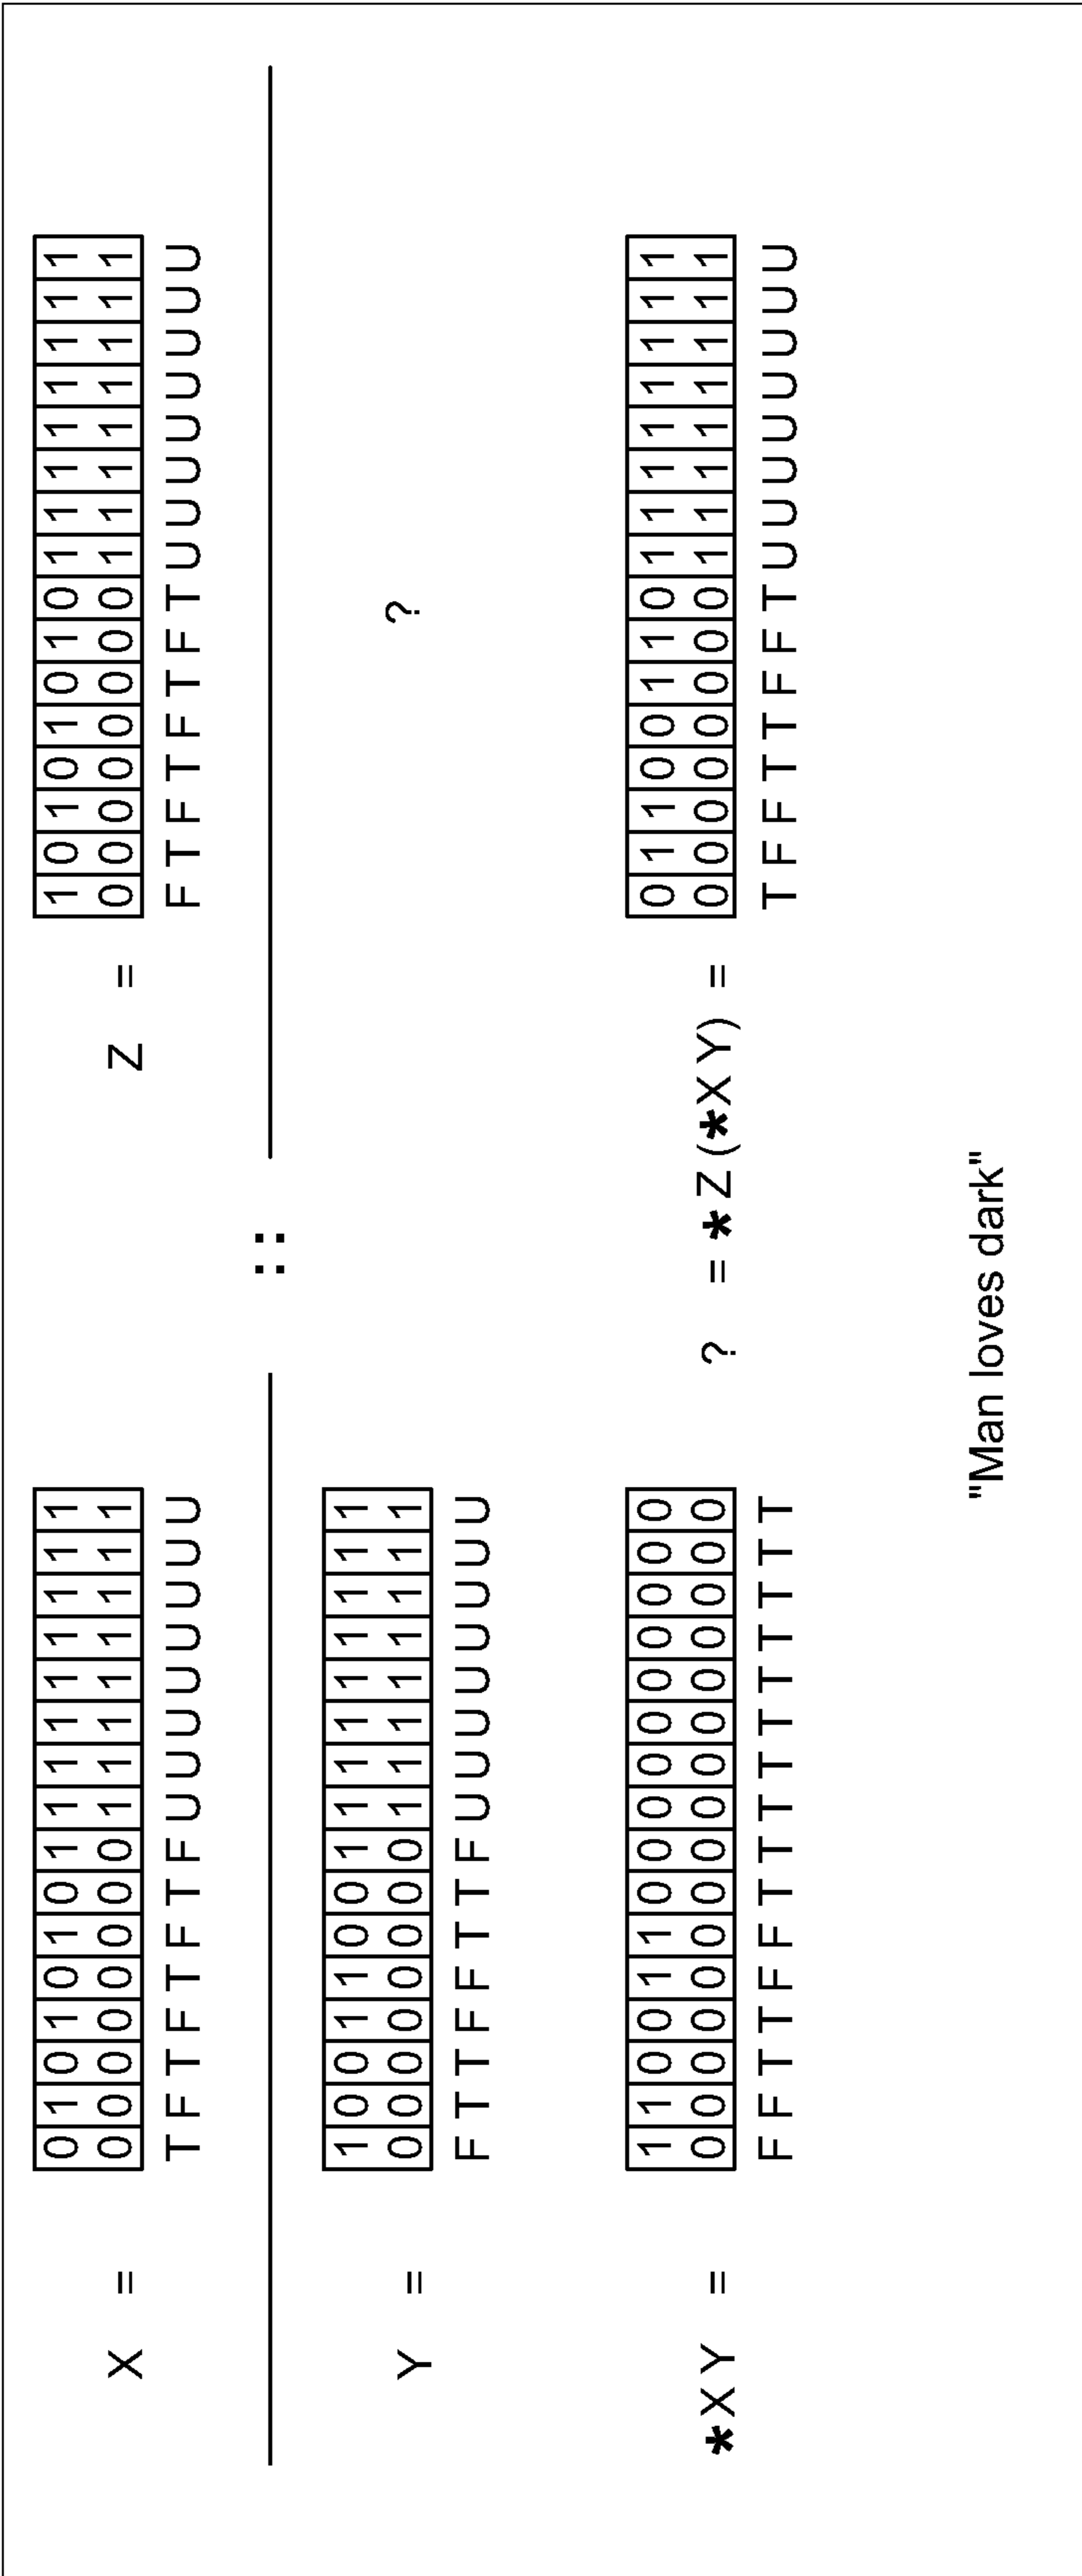 X = 0 1 0 1 0 1 0 1 1 1 1 1 1 1 1 1
0 0 0 0 0 0 0 0 1 1 1 1 1 1 1 1
T F T F T F T F U U U U U U U U
Z = 1 0 1 0 1 0 1 0 1 1 1 1 1 1 1 1
0 0 0 0 0 0 0 0 1 1 1 1 1 1 1 1
F T F T F T F T U U U U U U U U
::
Y = 1 0 0 1 1 0 0 1 1 1 1 1 1 1 1 1
0 0 0 0 0 0 0 0 1 1 1 1 1 1 1 1
F T T F F T T F U U U U U U U U
?
*X Y = 1 1 0 0 1 1 0 0 0 0 0 0 0 0 0 0
0 0 0 0 0 0 0 0 0 0 0 0 0 0 0 0
F F T T F F T T T T T T T T T T
? = *Z (*X Y) = 0 1 1 0 0 1 1 0 1 1 1 1 1 1 1 1
0 0 0 0 0 0 0 0 1 1 1 1 1 1 1 1
T F F T T F F T U U U U U U U U
"Man loves dark"